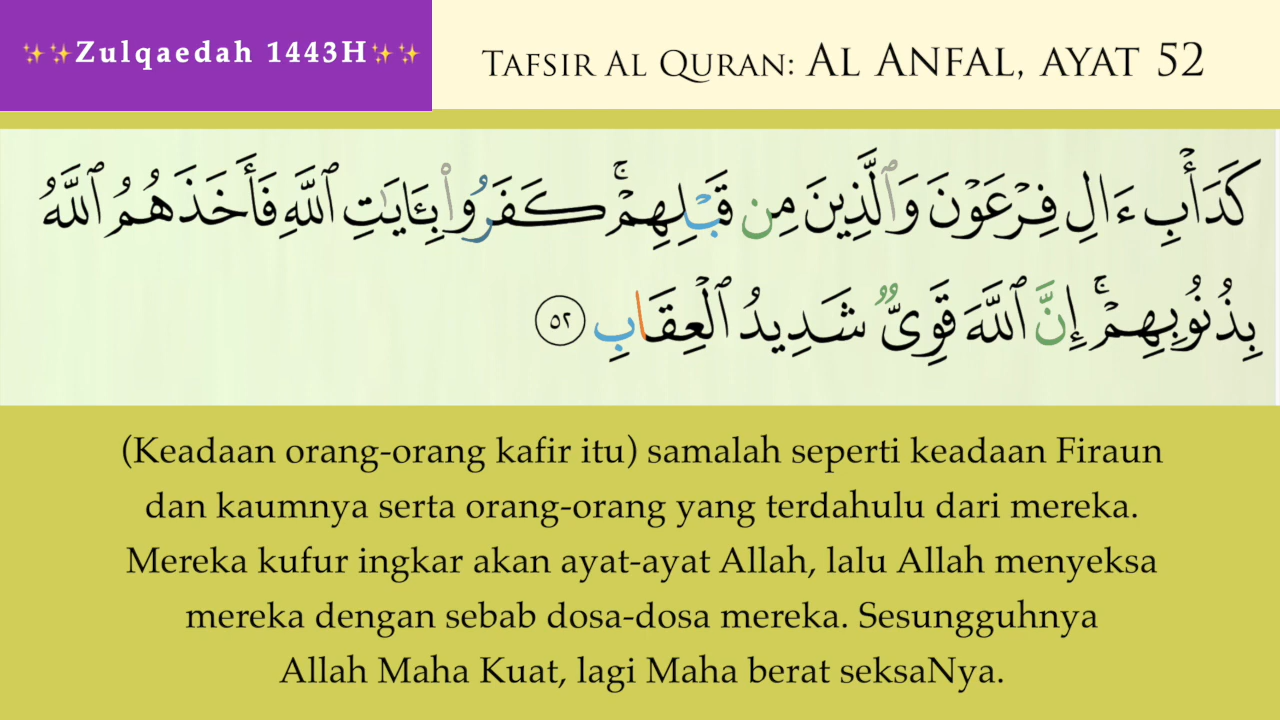 ✨✨Zulqaedah 1443H✨✨
TAFSIR AL QURAN: AL ANFAL, AYAT 52
كَدَأْبِ ءَالِ فِرْعَوْنَ وَٱلَّذِينَ مِن قَبْلِهِمْ ۚ كَفَرُوا۟ بِـَٔايَـٰتِ ٱللَّهِ فَأَخَذَهُمُ ٱللَّهُ
بِذُنُوبِهِمْ ۚ إِنَّ ٱللَّهَ قَوِىٌّ شَدِيدُ ٱلْعِقَابِ ٥٢
(Keadaan orang-orang kafir itu) samalah seperti keadaan Firaun
dan kaumnya serta orang-orang yang terdahulu dari mereka.
Mereka kufur ingkar akan ayat-ayat Allah, lalu Allah menyeksa
mereka dengan sebab dosa-dosa mereka. Sesungguhnya
Allah Maha Kuat, lagi Maha berat seksaNya.